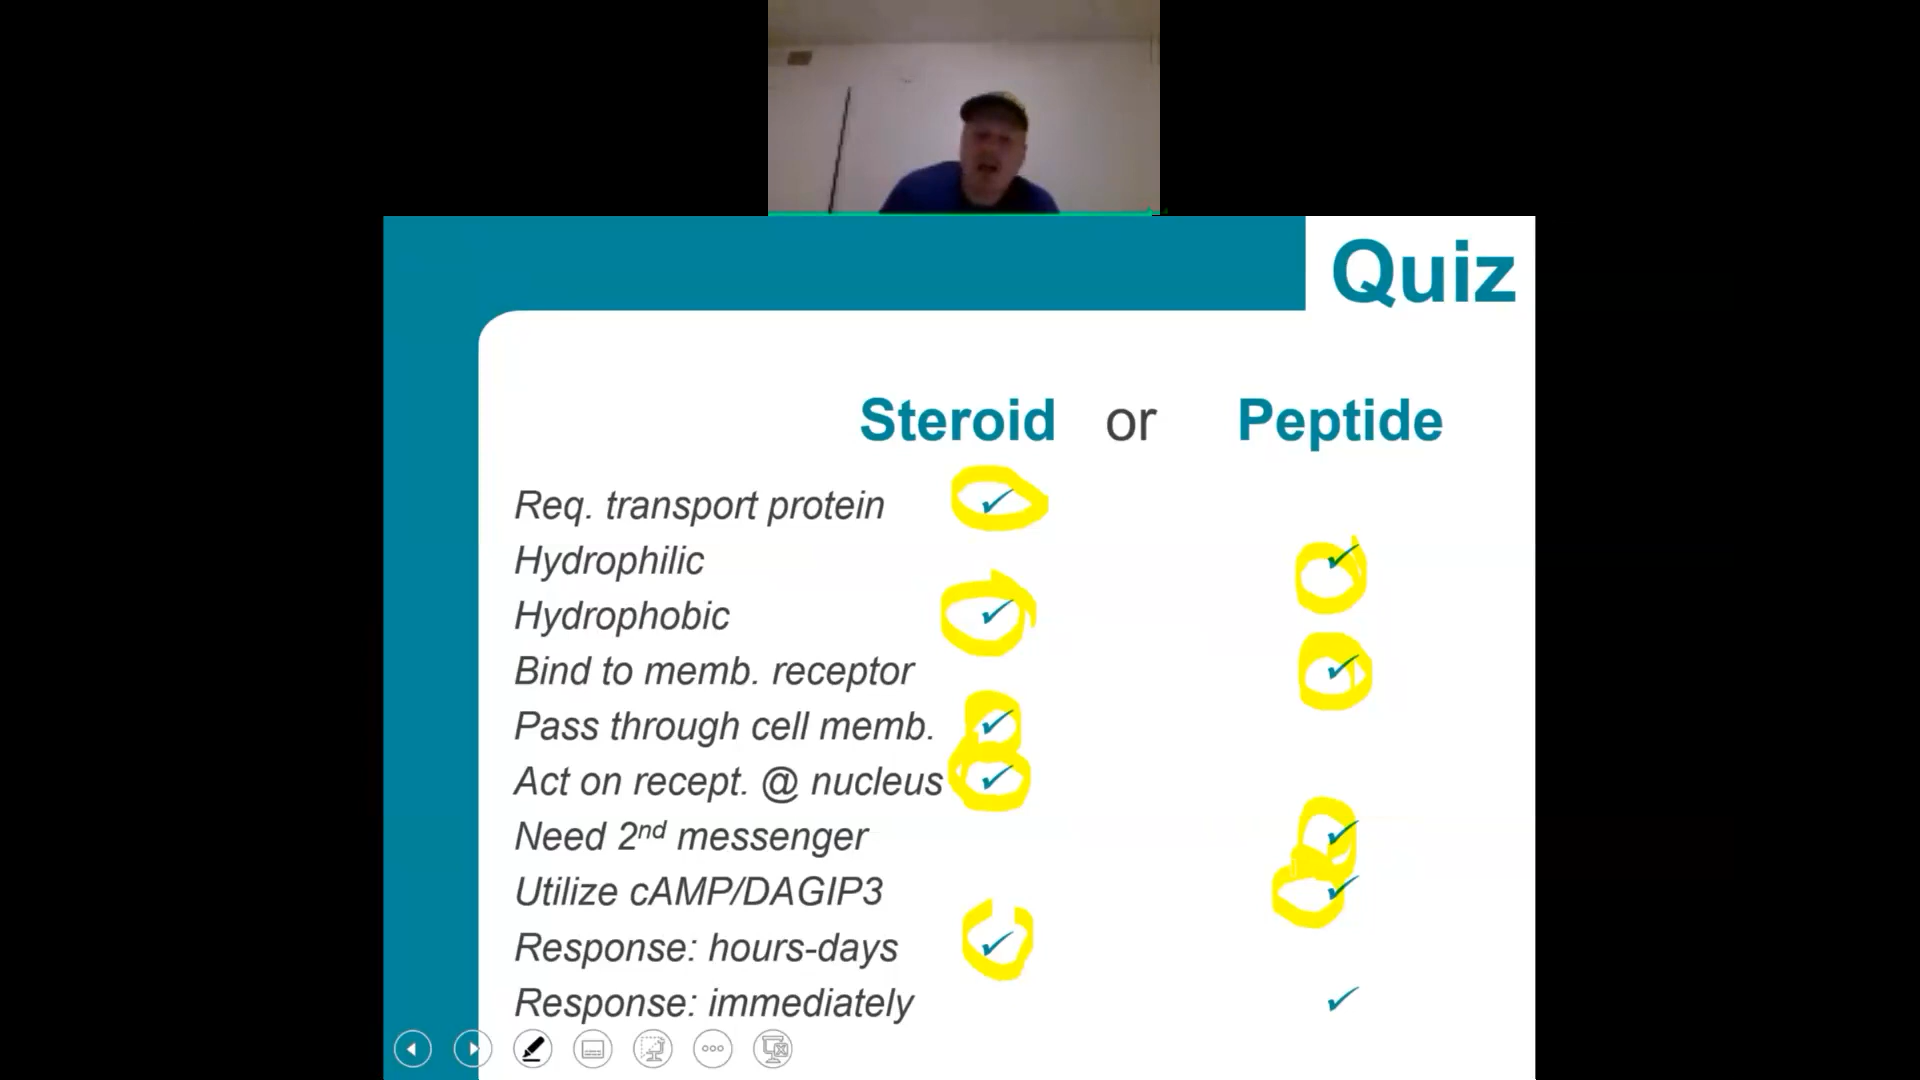 Quiz
Steroid or Peptide
Req. transport protein ✓
Hydrophilic ✓
Hydrophobic ✓
Bind to memb. receptor ✓
Pass through cell memb. ✓
Act on recept. @ nucleus ✓
Need 2nd messenger ✓
Utilize cAMP/DAGIP3 ✓
Response: hours-days ✓
Response: immediately ✓